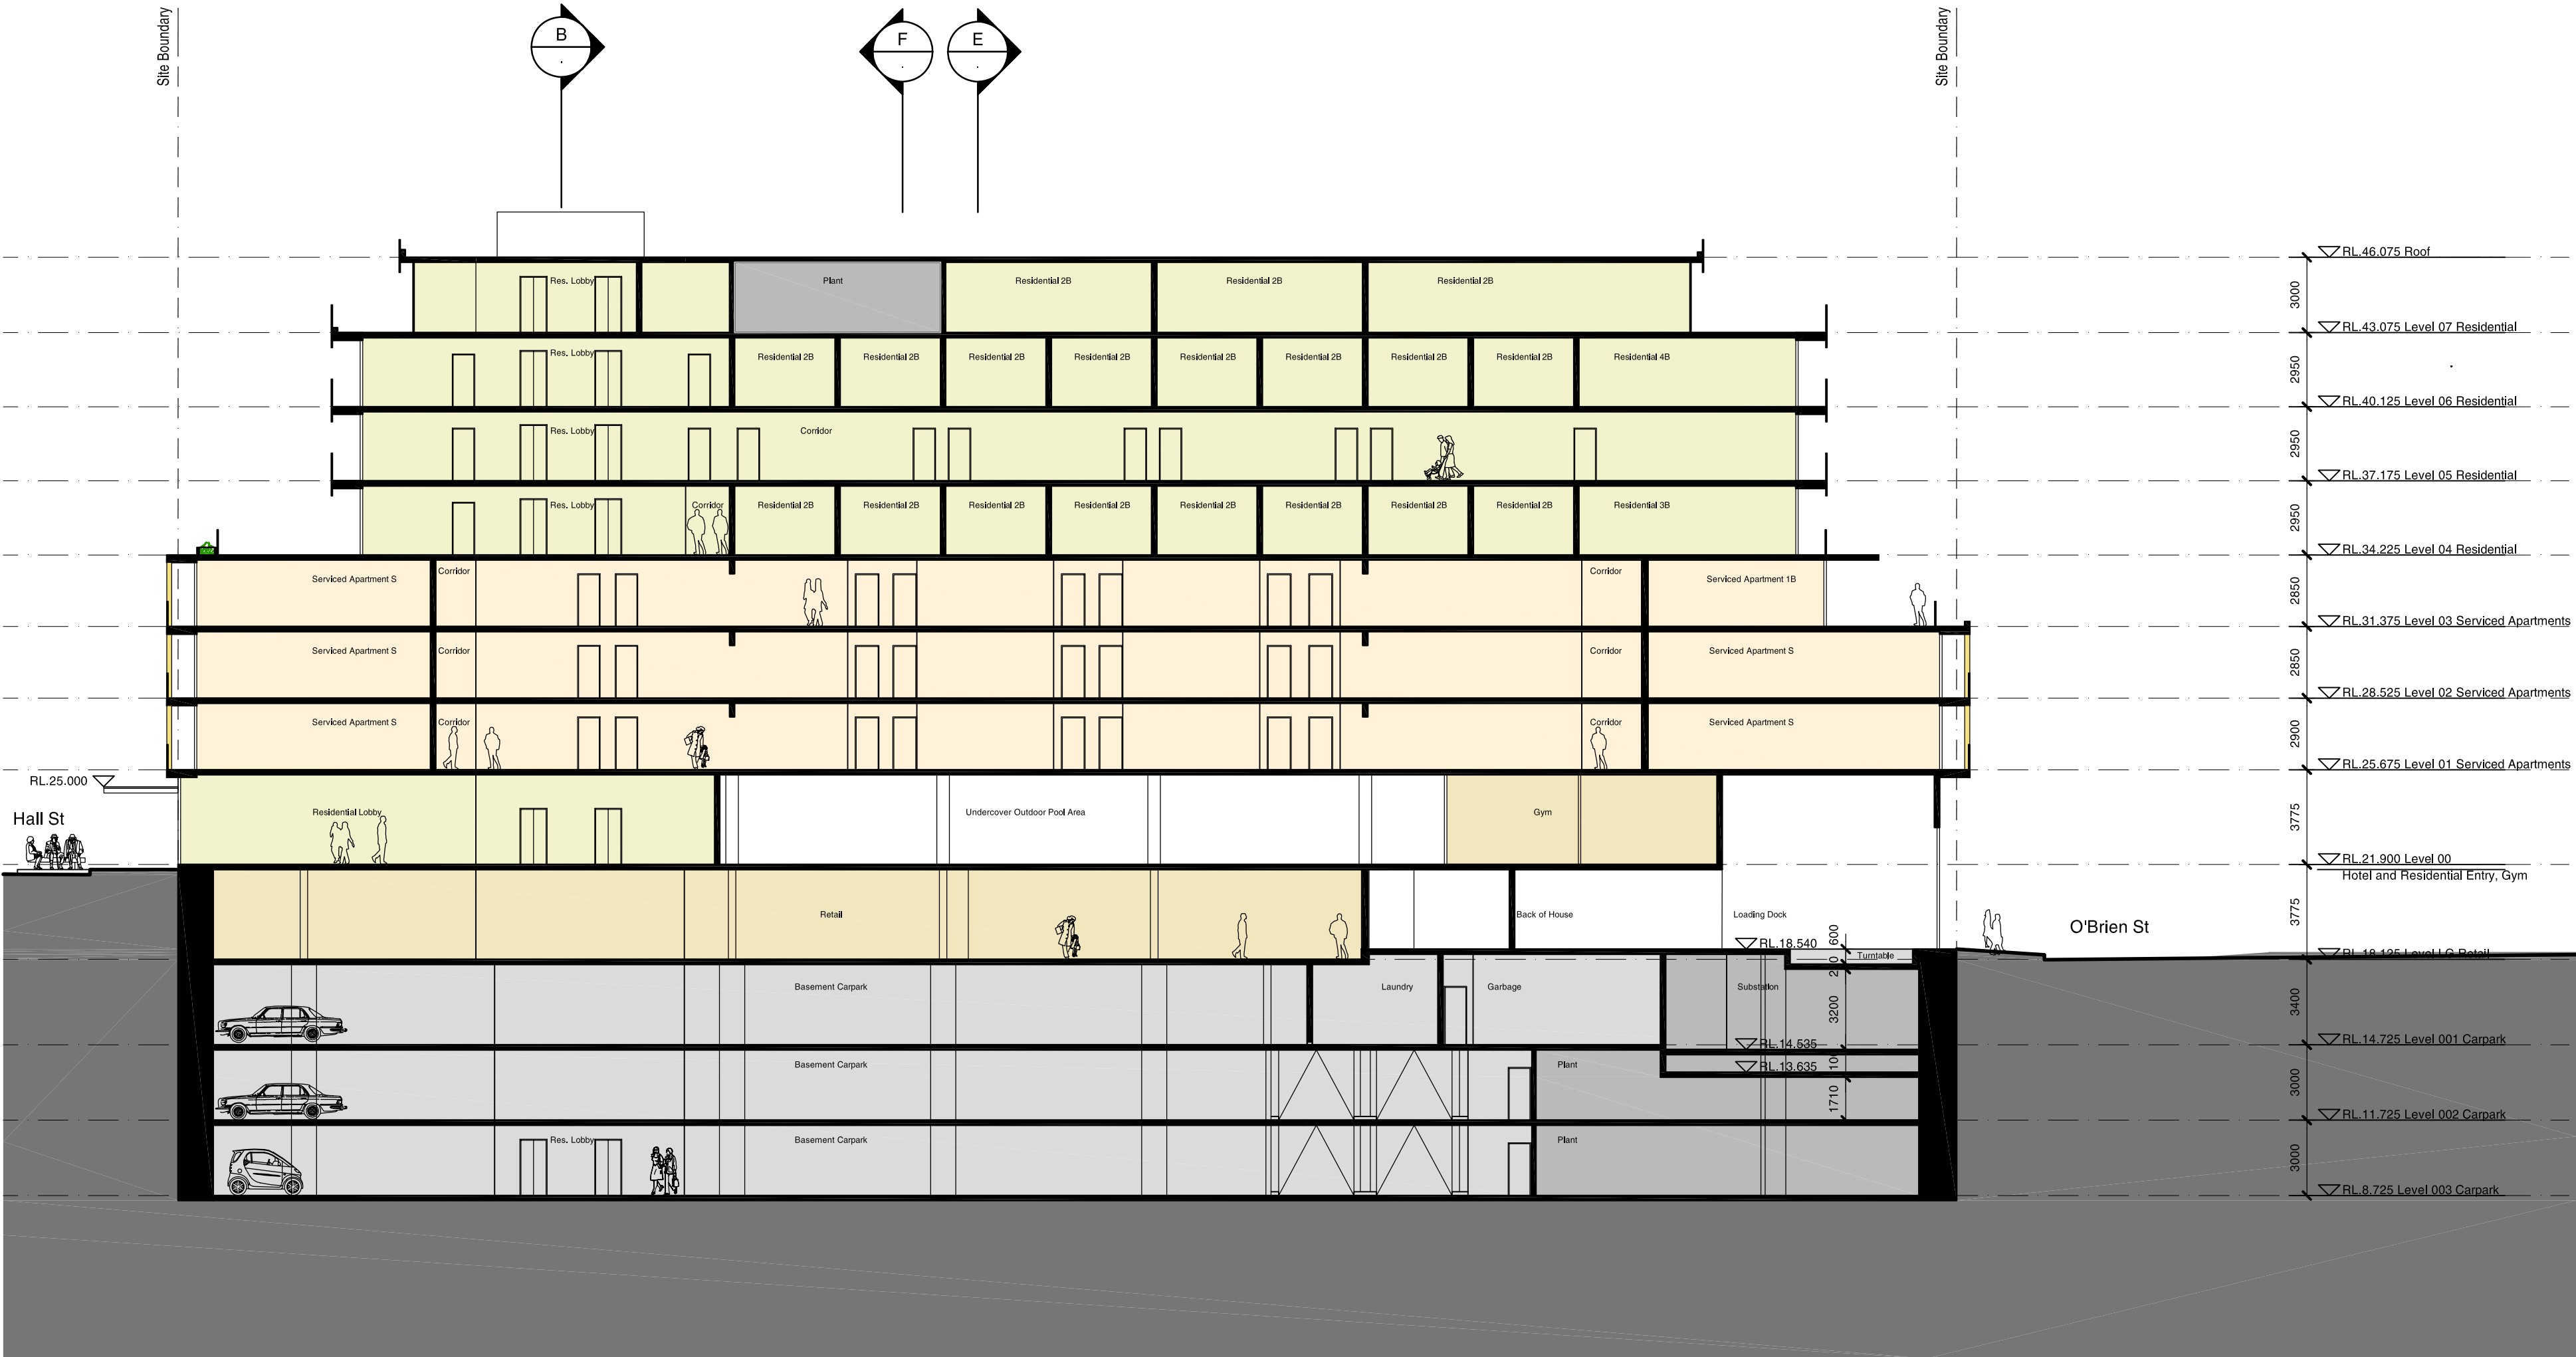 Site Boundary
B
F
E
Site Boundary
RL.46.075 Roof
Res. Lobby
Plant
Residential 2B
Residential 2B
Residential 2B
3000
RL.43.075 Level 07 Residential
Res. Lobby
Residential 2B
Residential 2B
Residential 2B
Residential 2B
Residential 2B
Residential 2B
Residential 2B
Residential 2B
Residential 4B
2950
RL.40.125 Level 06 Residential
Res. Lobby
Corridor
2950
RL.37.175 Level 05 Residential
Res. Lobby
Corridor
Residential 2B
Residential 2B
Residential 2B
Residential 2B
Residential 2B
Residential 2B
Residential 2B
Residential 2B
Residential 3B
2950
RL.34.225 Level 04 Residential
Serviced Apartment S
Corridor
Corridor
Serviced Apartment 1B
2850
RL.31.375 Level 03 Serviced Apartments
Serviced Apartment S
Corridor
Corridor
Serviced Apartment S
2850
RL.28.525 Level 02 Serviced Apartments
Serviced Apartment S
Corridor
Corridor
Serviced Apartment S
2900
RL.25.675 Level 01 Serviced Apartments
RL.25.000
Hall St
Residential Lobby
Undercover Outdoor Pool Area
Gym
3775
RL.21.900 Level 00
Hotel and Residential Entry, Gym
Retail
Back of House
Loading Dock
3775
O'Brien St
RL.18.540
600
Turntable
RL.18.125 Level LG Retail
Basement Carpark
Laundry
Garbage
Substation
3200
3400
RL.14.535
RL.14.725 Level 001 Carpark
Basement Carpark
Plant
RL.13.635
1710
3000
RL.11.725 Level 002 Carpark
Res. Lobby
Basement Carpark
Plant
3000
RL.8.725 Level 003 Carpark